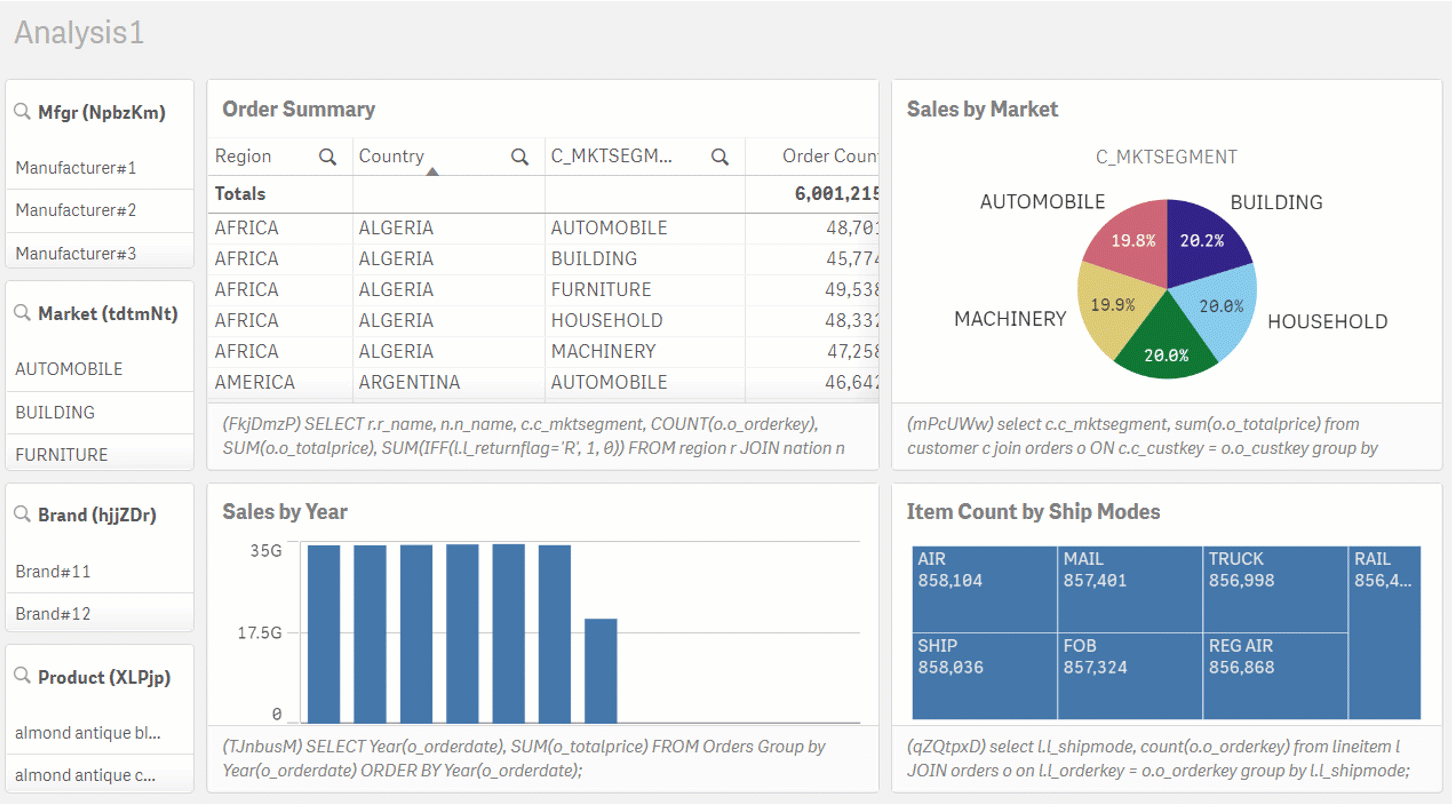 Analysis1
Mfgr (NpbzKm)
Manufacturer#1
Manufacturer#2
Manufacturer#3
Market (tdtmNt)
AUTOMOBILE
BUILDING
FURNITURE
Brand (hjjZDr)
Brand#11
Brand#12
Product (XLPjp)
almond antique bl...
almond antique c...
Order Summary
Region Country C_MKTSEGM... Order Coun
Totals 6,001,215
AFRICA ALGERIA AUTOMOBILE 48,701
AFRICA ALGERIA BUILDING 45,774
AFRICA ALGERIA FURNITURE 49,538
AFRICA ALGERIA HOUSEHOLD 48,332
AFRICA ALGERIA MACHINERY 47,258
AMERICA ARGENTINA AUTOMOBILE 46,642
(FkjDmzP) SELECT r.r_name, n.n_name, c.c_mktsegment, COUNT(o.o_orderkey),
SUM(o.o_totalprice), SUM(IFF(l.l_returnflag='R', 1, 0)) FROM region r JOIN nation n
Sales by Market
C_MKTSEGMENT
AUTOMOBILE BUILDING
19.8% 20.2%
19.9% 20.0%
MACHINERY HOUSEHOLD
20.0%
(mPcUWw) select c.c_mktsegment, sum(o.o_totalprice) from
customer c join orders o ON c.c_custkey = o.o_custkey group by
Sales by Year
35G
17.5G
0
(TJnbusM) SELECT Year(o_orderdate), SUM(o_totalprice) FROM Orders Group by
Year(o_orderdate) ORDER BY Year(o_orderdate);
Item Count by Ship Modes
AIR MAIL TRUCK RAIL
858,104 857,401 856,998 856,4...
SHIP FOB REG AIR
858,036 857,324 856,868
(qZQtpxD) select l.l_shipmode, count(o.o_orderkey) from lineitem l
JOIN orders o on l.l_orderkey = o.o_orderkey group by l.l_shipmode;